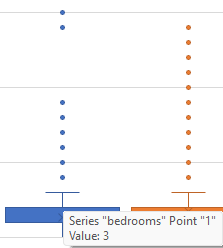 Series "bedrooms" Point "1"
Value: 3